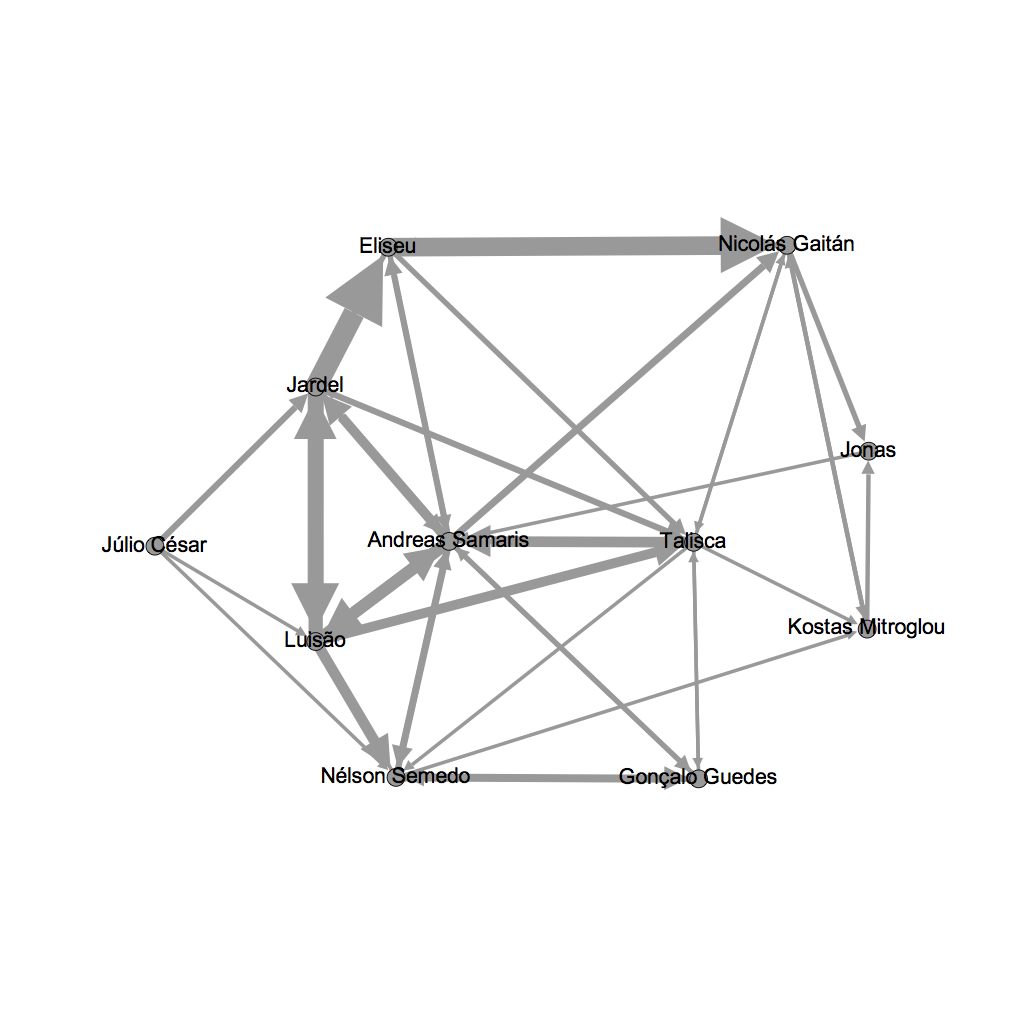 Eliseu
Nicolás Gaitán
Jardel
Jonas
Júlio César
Andreas Samaris
Talisca
Luisão
Kostas Mitroglou
Nélson Semedo
Gonçalo Guedes